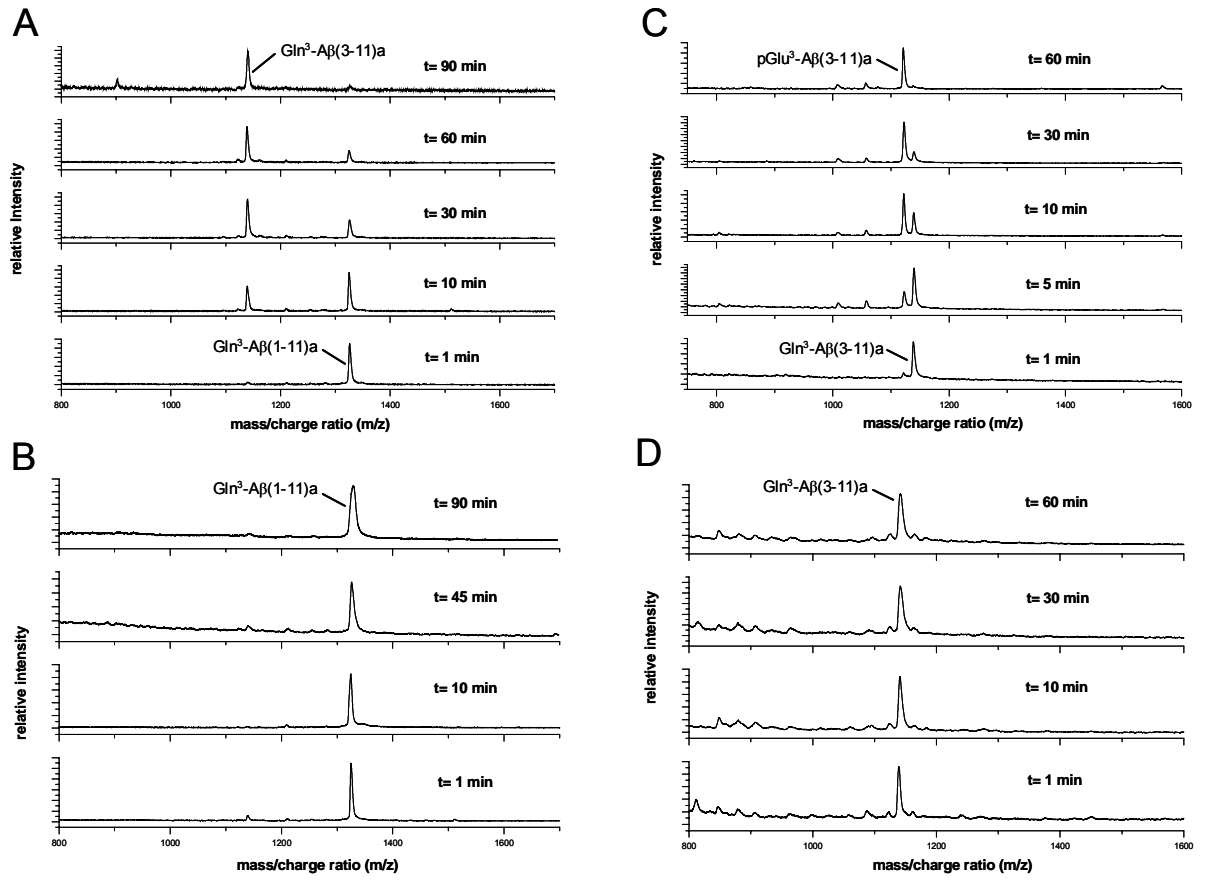 A
Gln³-Aβ(3-11)a
t= 90 min
t= 60 min
t= 30 min
t= 10 min
Gln³-Aβ(1-11)a
t= 1 min
relative intensity
800 1000 1200 1400 1600
mass/charge ratio (m/z)
C
pGlu³-Aβ(3-11)a
t= 60 min
t= 30 min
t= 10 min
t= 5 min
Gln³-Aβ(3-11)a
t= 1 min
relative intensity
800 1000 1200 1400 1600
mass/charge ratio (m/z)
B
Gln³-Aβ(1-11)a
t= 90 min
t= 45 min
t= 10 min
t= 1 min
relative intensity
800 1000 1200 1400 1600
mass/charge ratio (m/z)
D
Gln³-Aβ(3-11)a
t= 60 min
t= 30 min
t= 10 min
t= 1 min
relative intensity
800 1000 1200 1400 1600
mass/charge ratio (m/z)